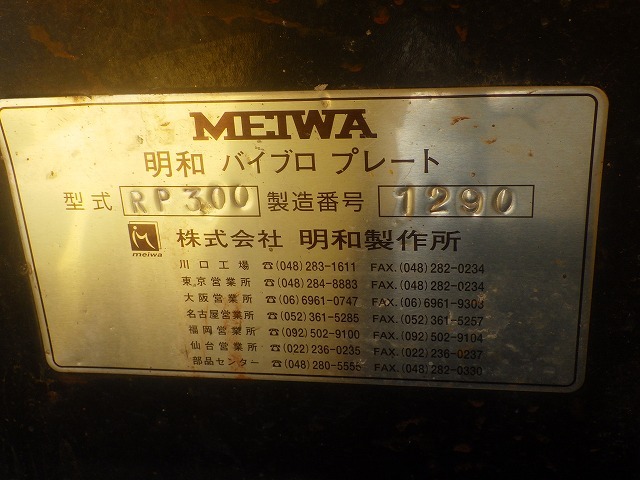 MEIWA
明和 バイブロ プレート
型式 RP300 製造番号 1290
meiwa 株式会社 明和製作所
川口工場 ☎(048)283-1611 FAX.(048)282-0234
東京営業所 ☎(048)284-8883 FAX.(048)282-0234
大阪営業所 ☎(06)6961-0747 FAX.(06)6961-9303
名古屋営業所 ☎(052)361-5285 FAX.(052)361-5257
福岡営業所 ☎(092)502-9100 FAX.(092)502-9104
仙台営業所 ☎(022)236-0235 FAX.(022)236-0237
部品センター ☎(048)280-5555 FAX.(048)282-0330